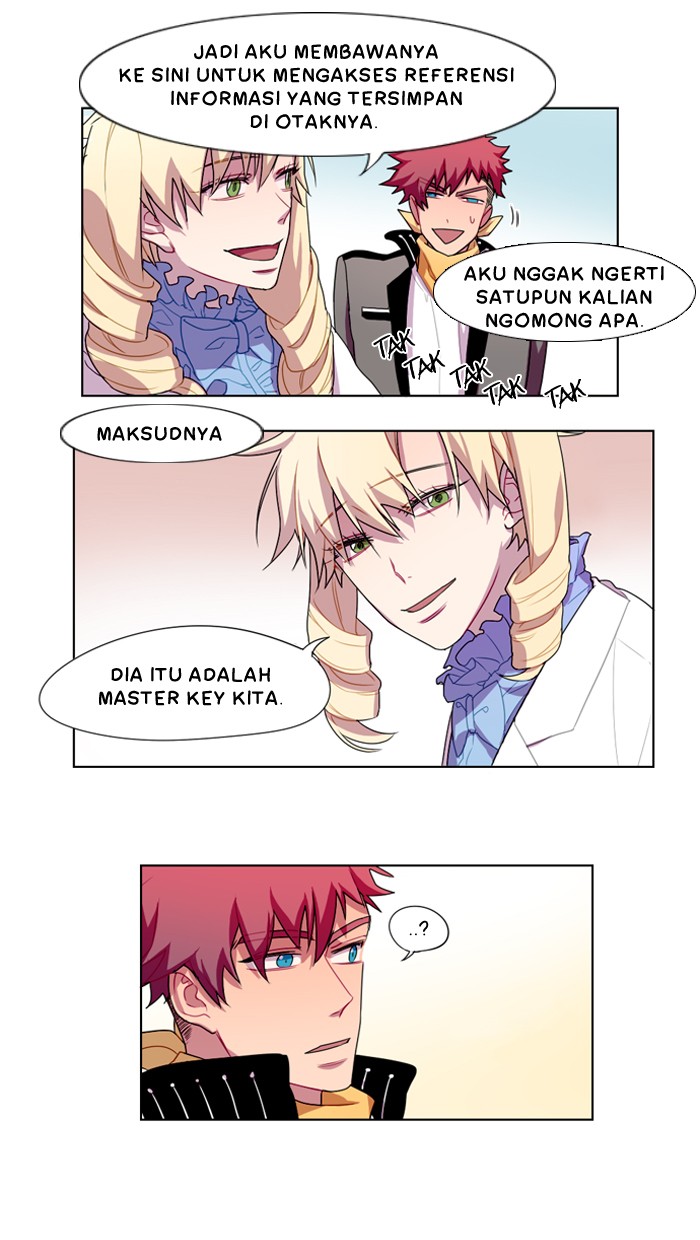 JADI AKU MEMBAWANYA
KE SINI UNTUK MENGAKSES REFERENSI
INFORMASI YANG TERSIMPAN
DI OTAKNYA.
AKU NGGAK NGERTI
SATUPUN KALIAN
NGOMONG APA.
TAK
TAK
TAK
TAK
TAK
MAKSUDNYA
DIA ITU ADALAH
MASTER KEY KITA.
..?